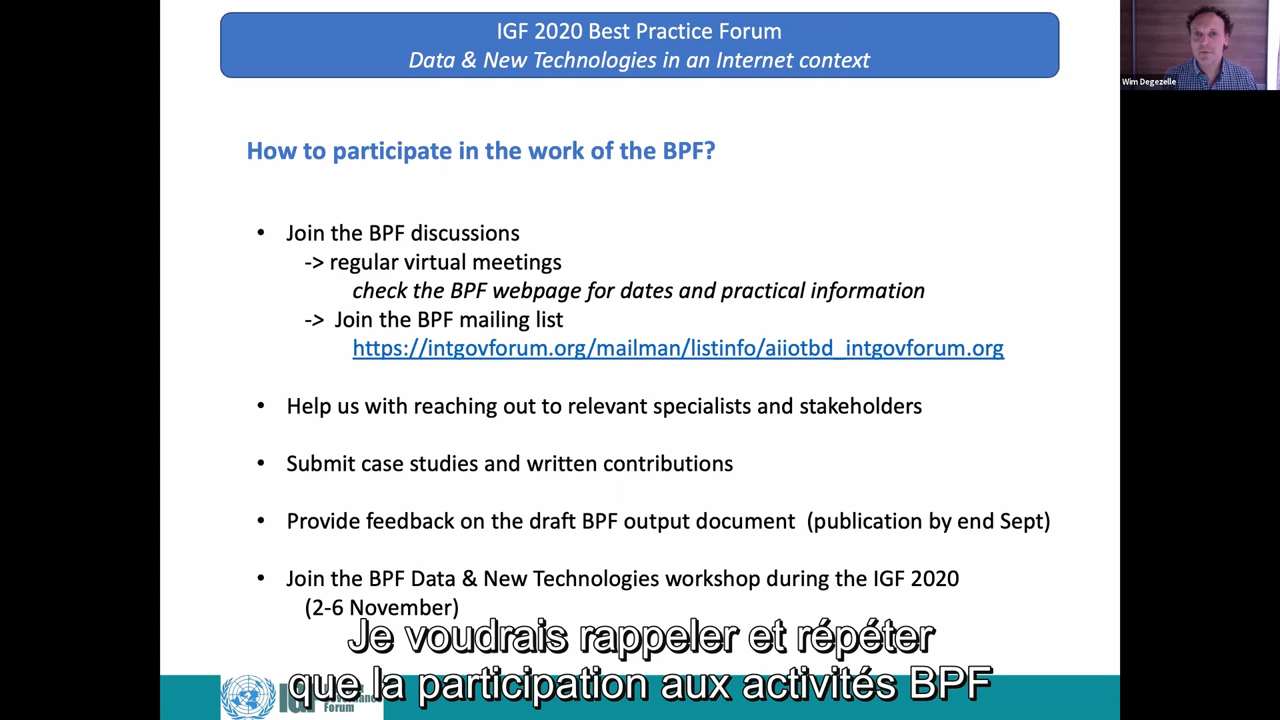 IGF 2020 Best Practice Forum
Data & New Technologies in an Internet context
Wim Degezelle
How to participate in the work of the BPF?
• Join the BPF discussions
-> regular virtual meetings
check the BPF webpage for dates and practical information
-> Join the BPF mailing list
https://intgovforum.org/mailman/listinfo/aiiotbd_intgovforum.org
• Help us with reaching out to relevant specialists and stakeholders
• Submit case studies and written contributions
• Provide feedback on the draft BPF output document (publication by end Sept)
• Join the BPF Data & New Technologies workshop during the IGF 2020
(2-6 November)
Je voudrais rappeler et répéter
que la participation aux activités BPF
Forum